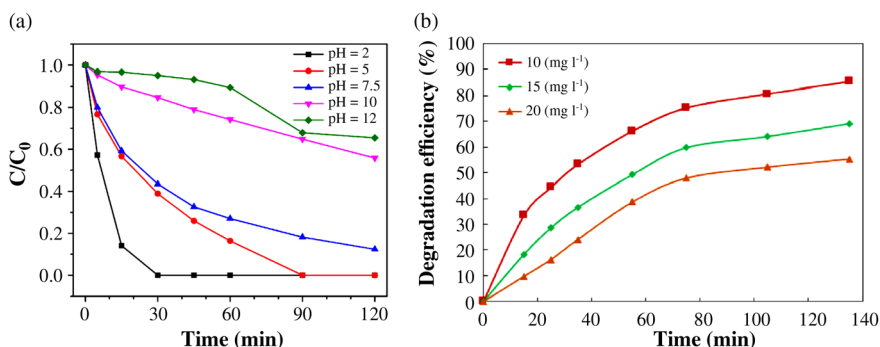 (a)
C/C0
1.0
0.8
0.6
0.4
0.2
0.0
pH = 2
pH = 5
pH = 7.5
pH = 10
pH = 12
0 30 60 90 120
Time (min)
(b)
Degradation efficiency (%)
100
90
80
70
60
50
40
30
20
10
0
10 (mg l⁻¹)
15 (mg l⁻¹)
20 (mg l⁻¹)
0 20 40 60 80 100 120 140
Time (min)